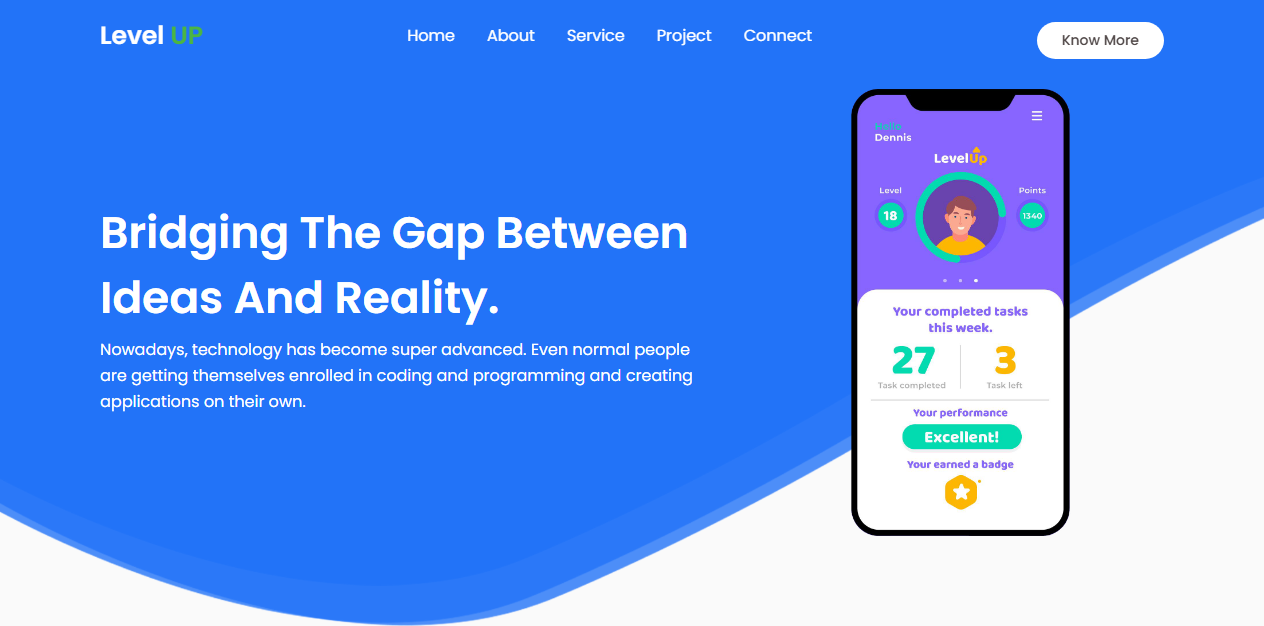 Level UP
Home About Service Project Connect
Know More
Bridging The Gap Between
Ideas And Reality.
Nowadays, technology has become super advanced. Even normal people
are getting themselves enrolled in coding and programming and creating
applications on their own.
Hello
Dennis
LevelUp
Level
18
Points
1340
Your completed tasks
this week.
27 3
Task completed Task left
Your performance
Excellent!
Your earned a badge